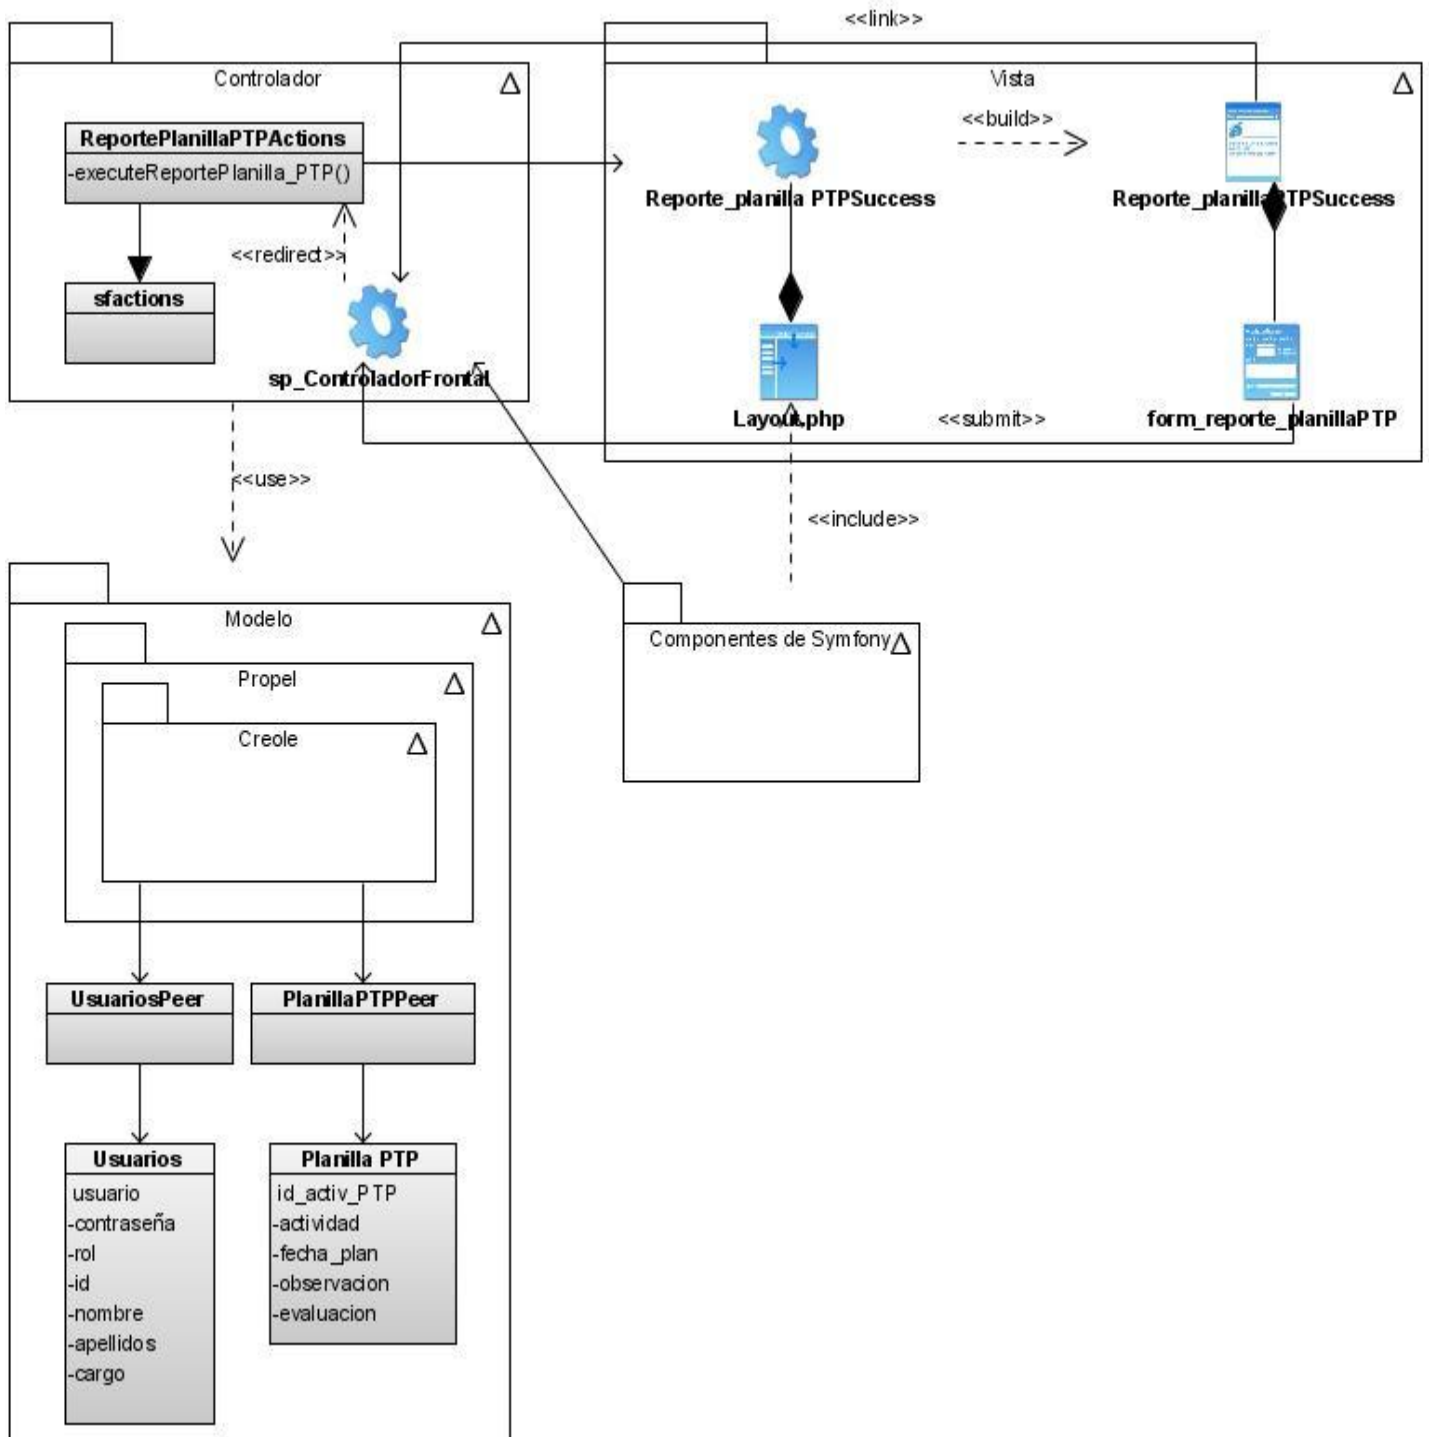 <<link>>
Controlador
Vista
ReportePlanillaPTPActions
-executeReportePlanilla_PTP()
<<build>>
Reporte_planilla PTPSuccess
Reporte_planillaPTPSuccess
<<redirect>>
sfactions
sp_ControladorFrontal
Layout.php
<<submit>>
form_reporte_planillaPTP
<<use>>
<<include>>
Modelo
Componentes de Symfony
Propel
Creole
UsuariosPeer
PlanillaPTPPeer
Usuarios
usuario
-contraseña
-rol
-id
-nombre
-apellidos
-cargo
Planilla PTP
id_activ_PTP
-actividad
-fecha_plan
-observacion
-evaluacion